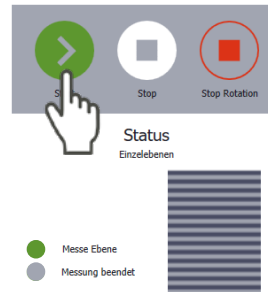 Stop
Stop Rotation
Status
Einzelebenen
Messe Ebene
Messung beendet